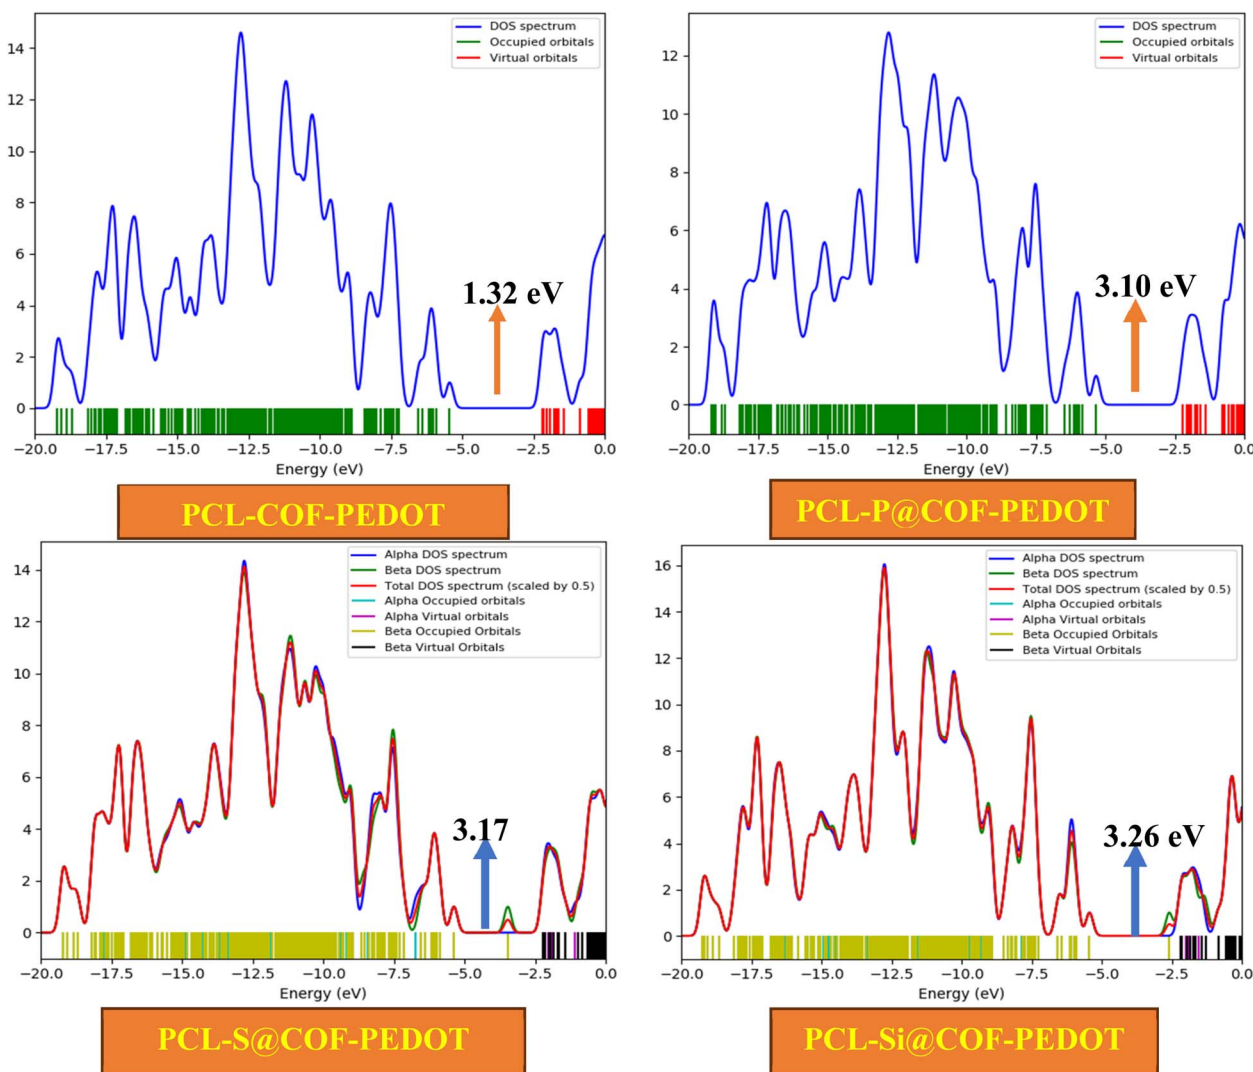 DOS spectrum
Occupied orbitals
Virtual orbitals
14
12
10
8
6
4
2
0
1.32 eV
−20.0 −17.5 −15.0 −12.5 −10.0 −7.5 −5.0 −2.5 0.0
Energy (eV)
PCL-COF-PEDOT
DOS spectrum
Occupied orbitals
Virtual orbitals
12
10
8
6
4
2
0
3.10 eV
−20.0 −17.5 −15.0 −12.5 −10.0 −7.5 −5.0 −2.5 0.0
Energy (eV)
PCL-P@COF-PEDOT
Alpha DOS spectrum
Beta DOS spectrum
Total DOS spectrum (scaled by 0.5)
Alpha Occupied orbitals
Alpha Virtual orbitals
Beta Occupied Orbitals
Beta Virtual Orbitals
14
12
10
8
6
4
2
0
3.17
−20.0 −17.5 −15.0 −12.5 −10.0 −7.5 −5.0 −2.5 0.0
Energy (eV)
PCL-S@COF-PEDOT
Alpha DOS spectrum
Beta DOS spectrum
Total DOS spectrum (scaled by 0.5)
Alpha Occupied orbitals
Alpha Virtual orbitals
Beta Occupied Orbitals
Beta Virtual Orbitals
16
14
12
10
8
6
4
2
0
3.26 eV
−20.0 −17.5 −15.0 −12.5 −10.0 −7.5 −5.0 −2.5 0.0
Energy (eV)
PCL-Si@COF-PEDOT